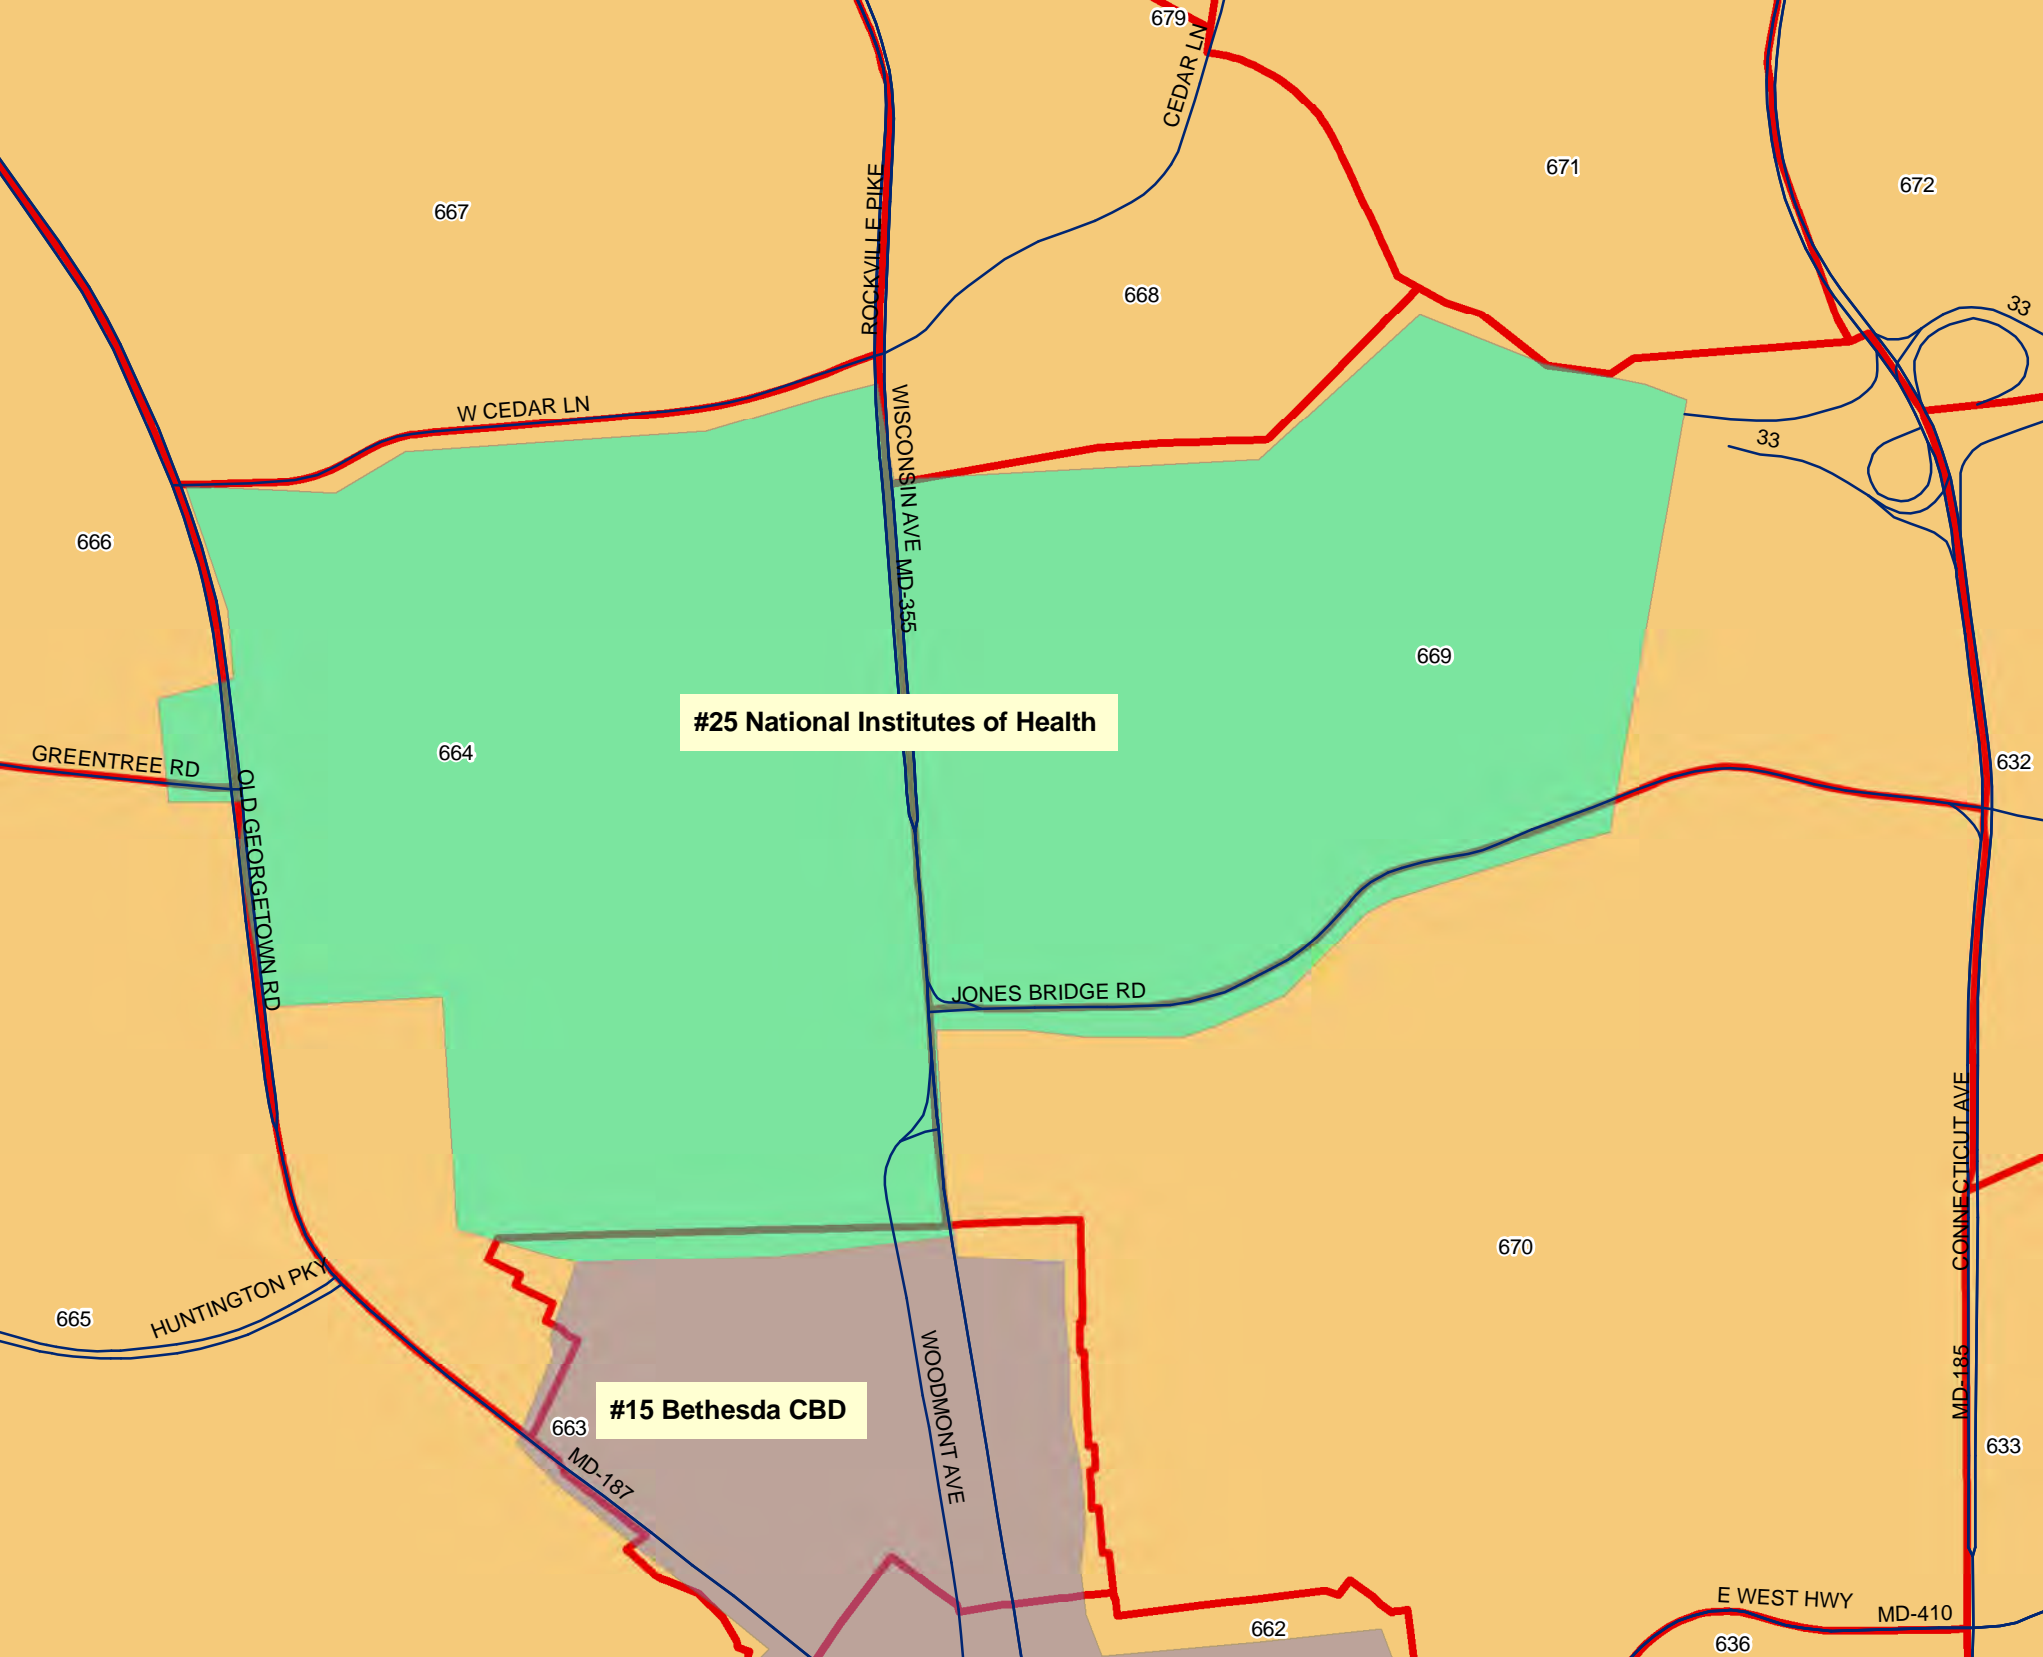 679
CEDAR LN
671
672
667
ROCKVILLE PIKE
668
33
W CEDAR LN
WISCONSIN AVE
33
666
MD-355
669
#25 National Institutes of Health
664
GREENTREE RD
632
OLD GEORGETOWN RD
JONES BRIDGE RD
CONNECTICUT AVE
670
HUNTINGTON PKY
665
WOODMONT AVE
MD-185
#15 Bethesda CBD
663
633
MD-187
E WEST HWY
MD-410
662
636